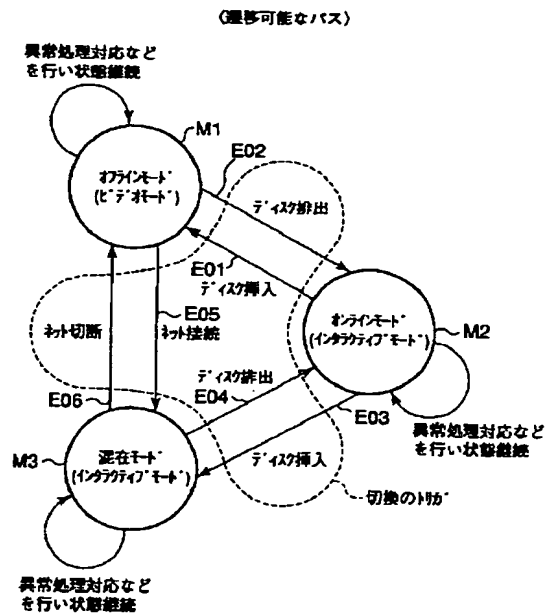 〈遷移可能なパス〉
異常処理対応など
を行い状態継続
M1
オフラインモード
(ビデオモード)
E02
ディスク排出
E01
ディスク挿入
オンラインモード
(インタラクティブモード)
M2
E05
ネット切断
ネット接続
ディスク排出
E04
E06
E03
異常処理対応など
を行い状態継続
M3
混在モード
(インタラクティブモード)
ディスク挿入
切換のトリガ
異常処理対応など
を行い状態継続